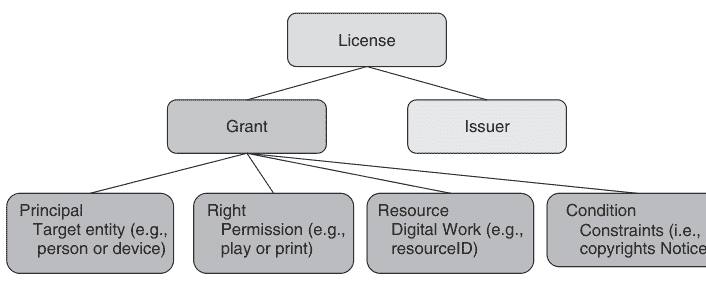 License
Grant
Issuer
Principal
Target entity (e.g.,
person or device)
Right
Permission (e.g.,
play or print)
Resource
Digital Work (e.g.,
resourceID)
Condition
Constraints (i.e.,
copyrights Notice